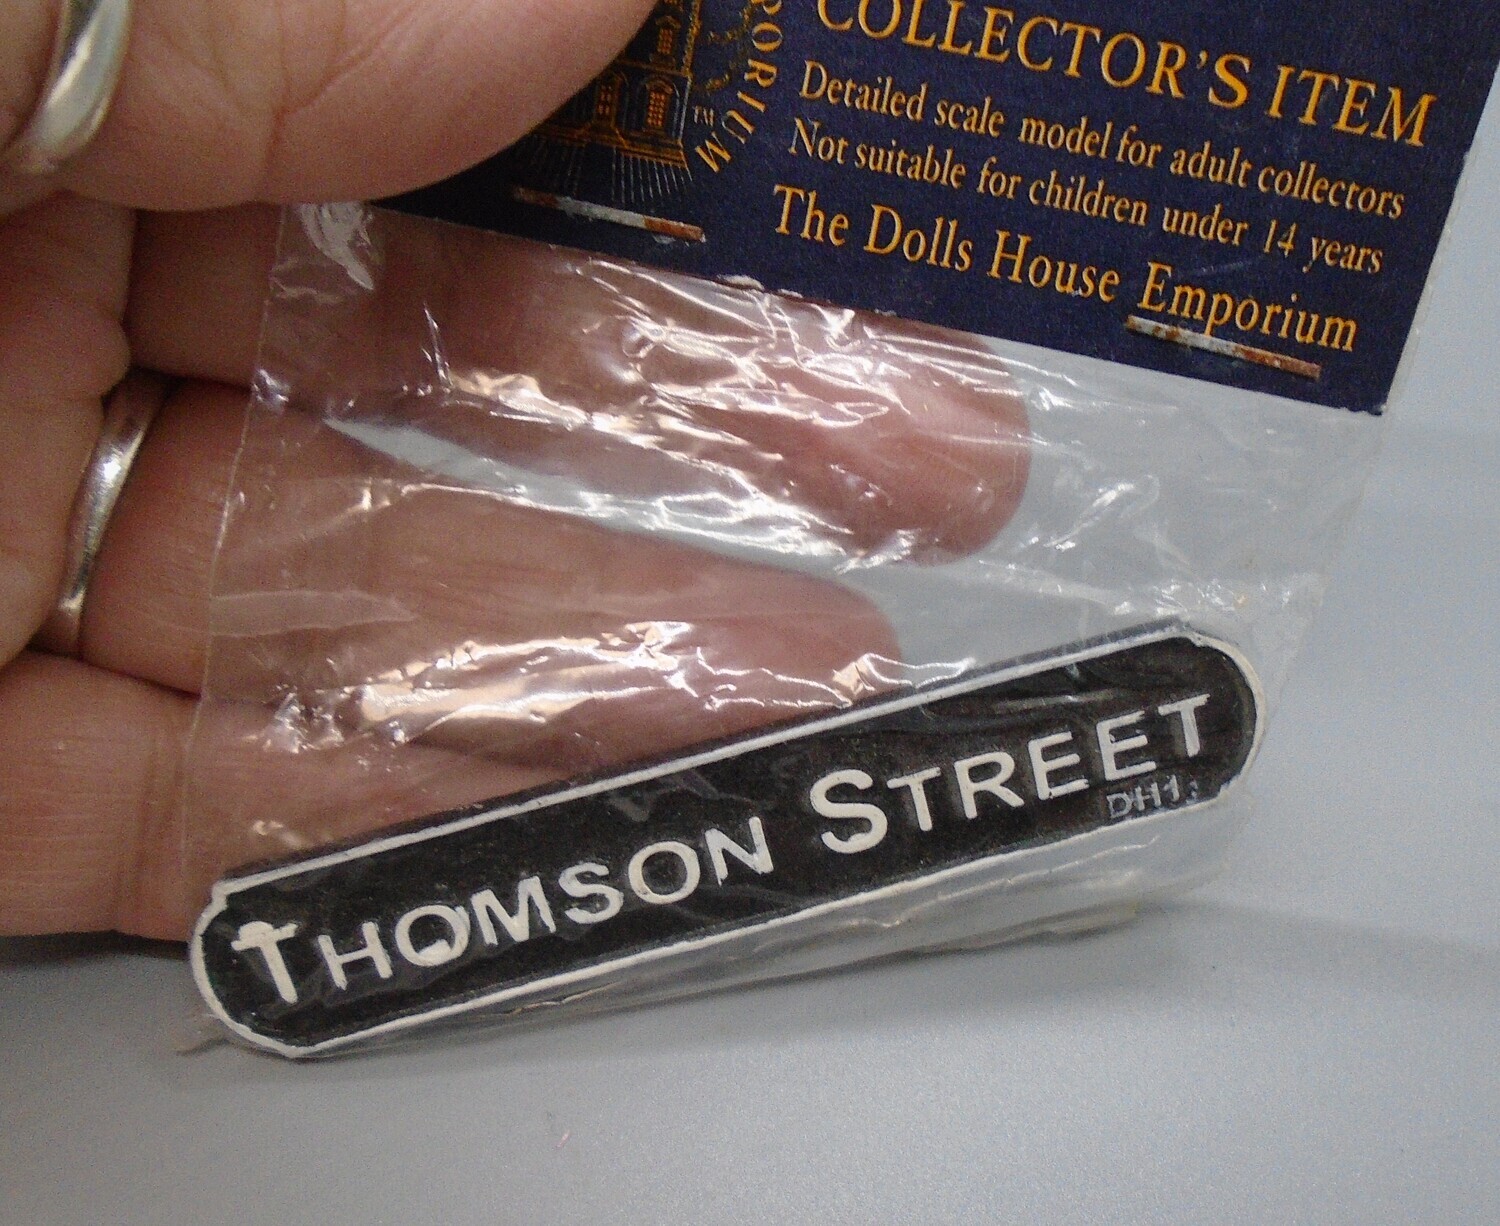 COLLECTOR'S ITEM
Detailed scale model for adult collectors
Not suitable for children under 14 years
The Dolls House Emporium
TM
THOMSON STREET